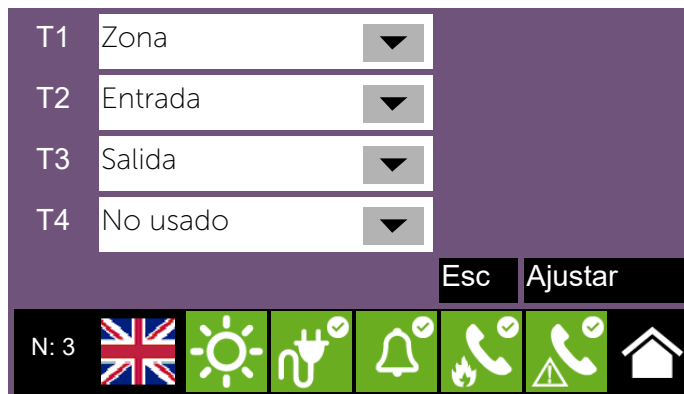 T1 Zona
T2 Entrada
T3 Salida
T4 No usado
Esc Ajustar
N: 3